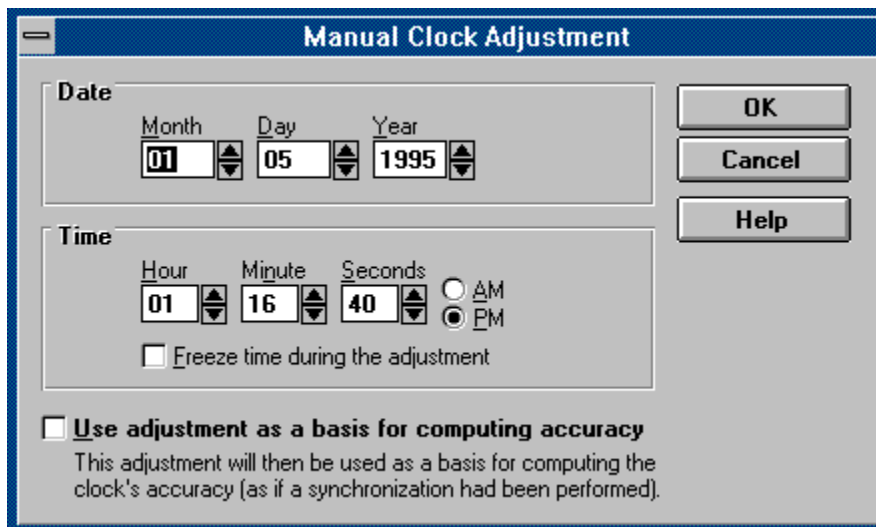 Manual Clock Adjustment
Date
Month Day Year
01 05 1995
OK
Cancel
Help
Time
Hour Minute Seconds
01 16 40
AM
PM
Freeze time during the adjustment
Use adjustment as a basis for computing accuracy
This adjustment will then be used as a basis for computing the
clock's accuracy (as if a synchronization had been performed).